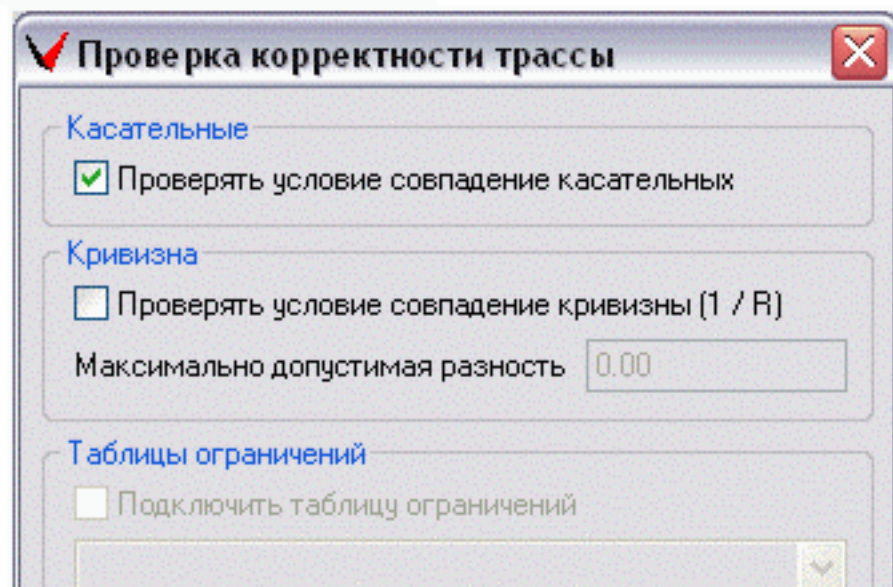 Проверка корректности трассы
Касательные
Проверять условие совпадение касательных
Кривизна
Проверять условие совпадение кривизны (1 / R)
Максимально допустимая разность 0.00
Таблицы ограничений
Подключить таблицу ограничений